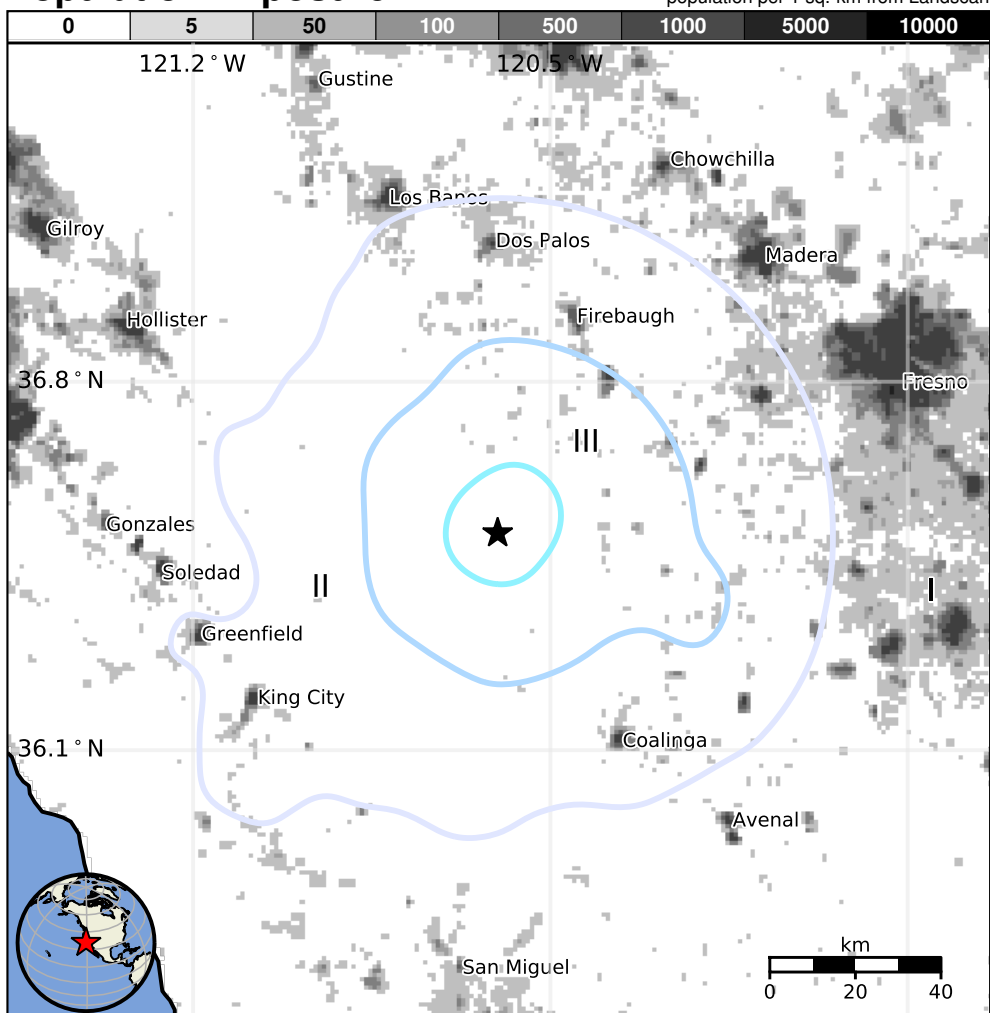 population per 1 sq. km from Landscan
0 5 50 100 500 1000 5000 10000
121.2°W 120.5°W
Gustine
Chowchilla
Los Banos
Gilroy
Dos Palos
Madera
Hollister
Firebaugh
36.8°N
Fresno
III
Gonzales
Soledad
II
I
Greenfield
King City
Coalinga
36.1°N
Avenal
km
San Miguel
0 20 40